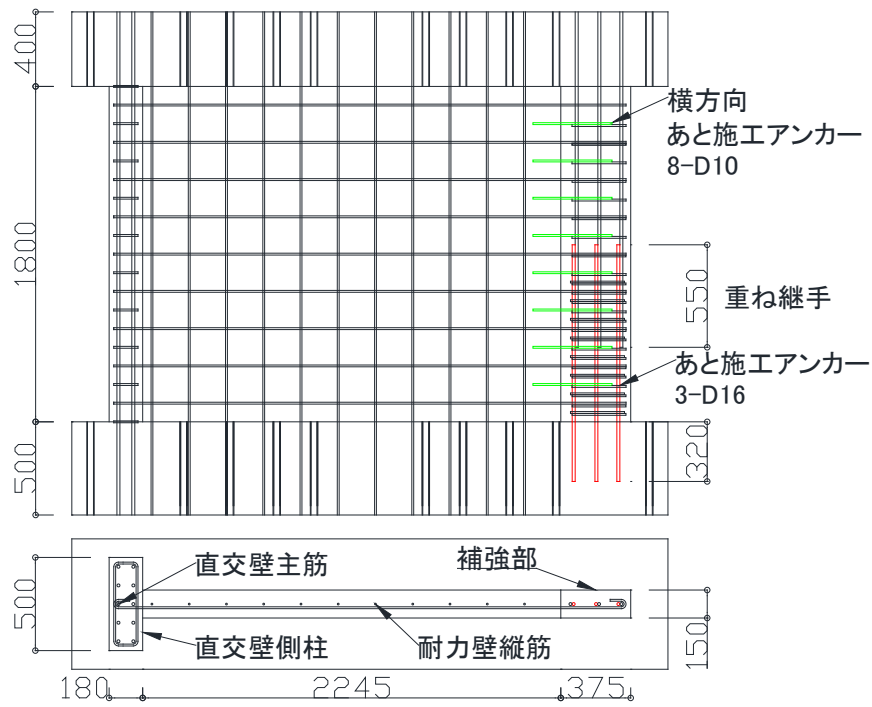 400
1800
500
横方向
あと施工アンカー
8-D10
550
重ね継手
あと施工アンカー
3-D16
320
500
直交壁主筋
補強部
直交壁側柱
耐力壁縦筋
150
180
2245
375